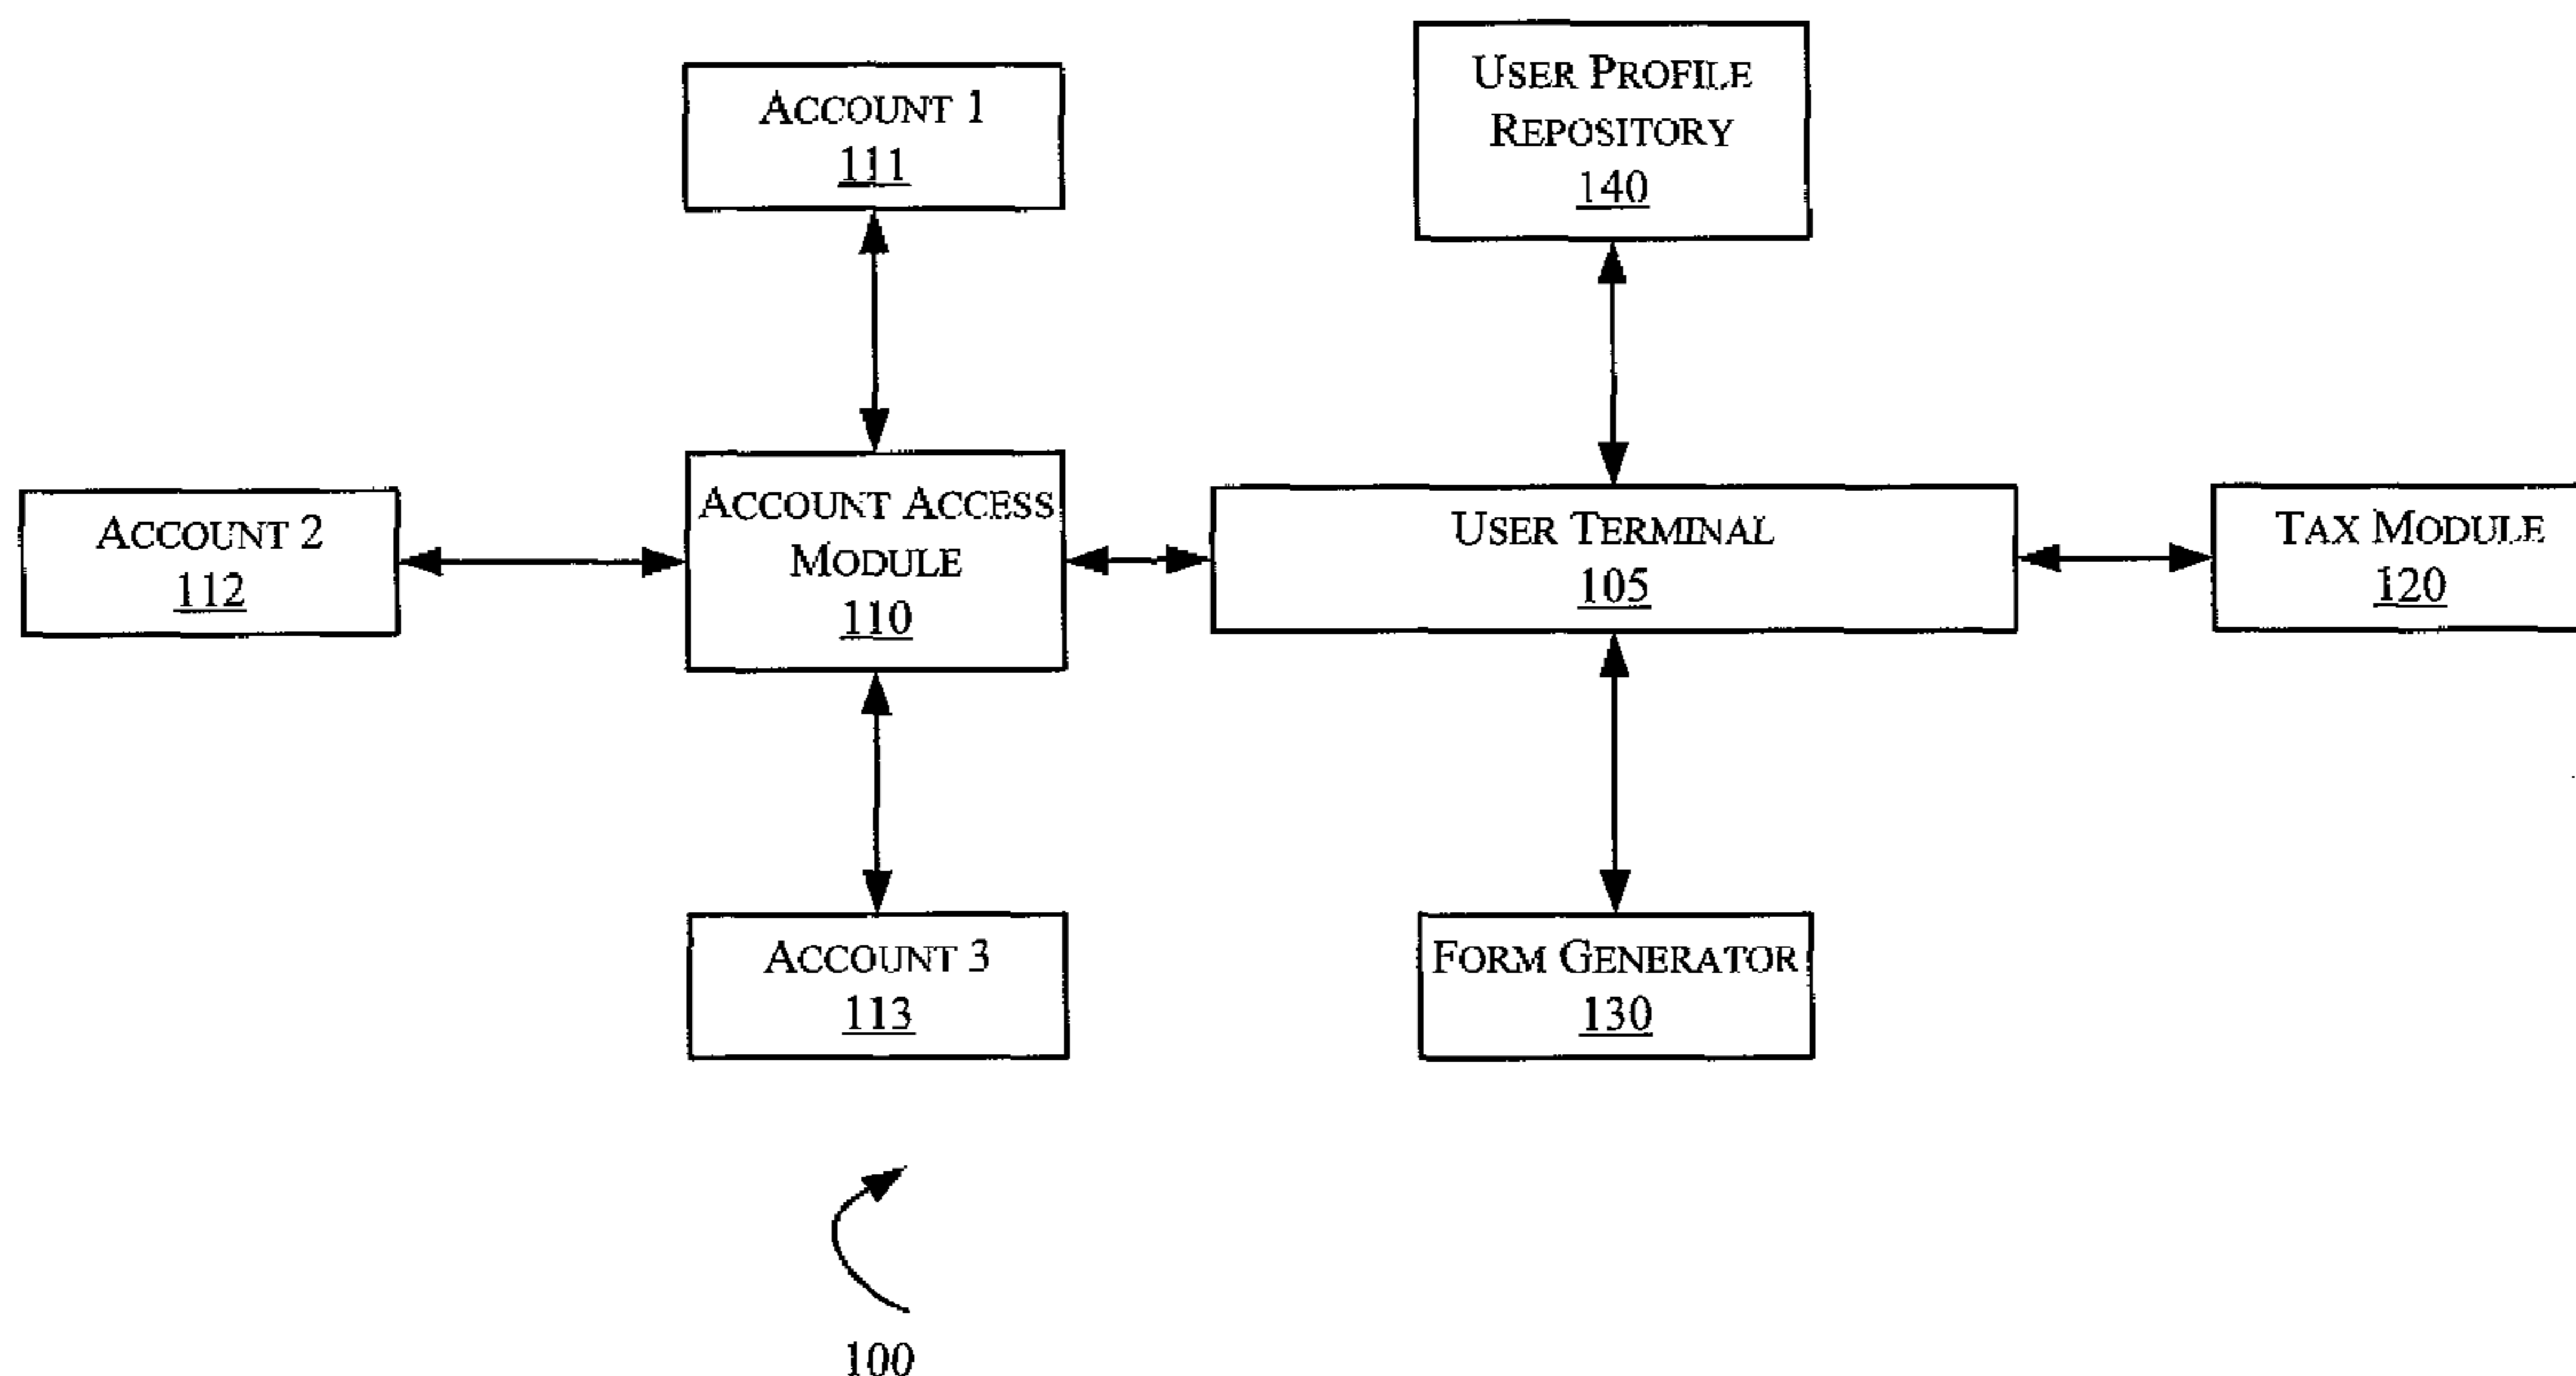 ACCOUNT 1
111
USER PROFILE
REPOSITORY
140
ACCOUNT 2
112
ACCOUNT ACCESS
MODULE
110
USER TERMINAL
105
TAX MODULE
120
ACCOUNT 3
113
FORM GENERATOR
130
100